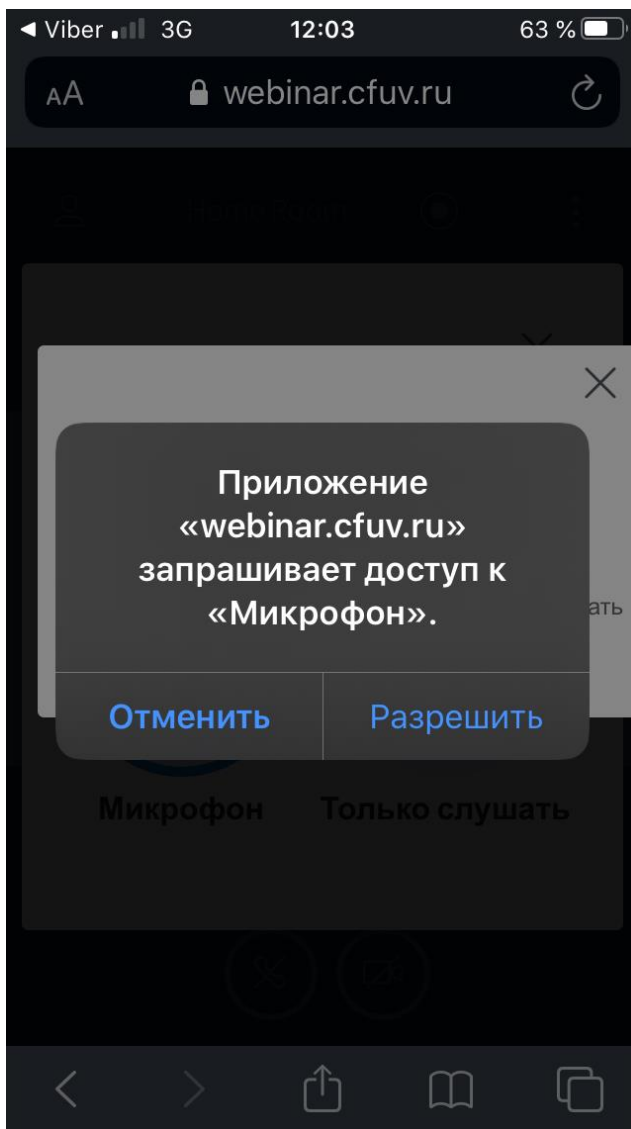 ◀ Viber 3G 12:03 63 %
AA webinar.cfuv.ru
Приложение
«webinar.cfuv.ru»
запрашивает доступ к
«Микрофон».
ать
Отменить Разрешить
Микрофон Только слушать